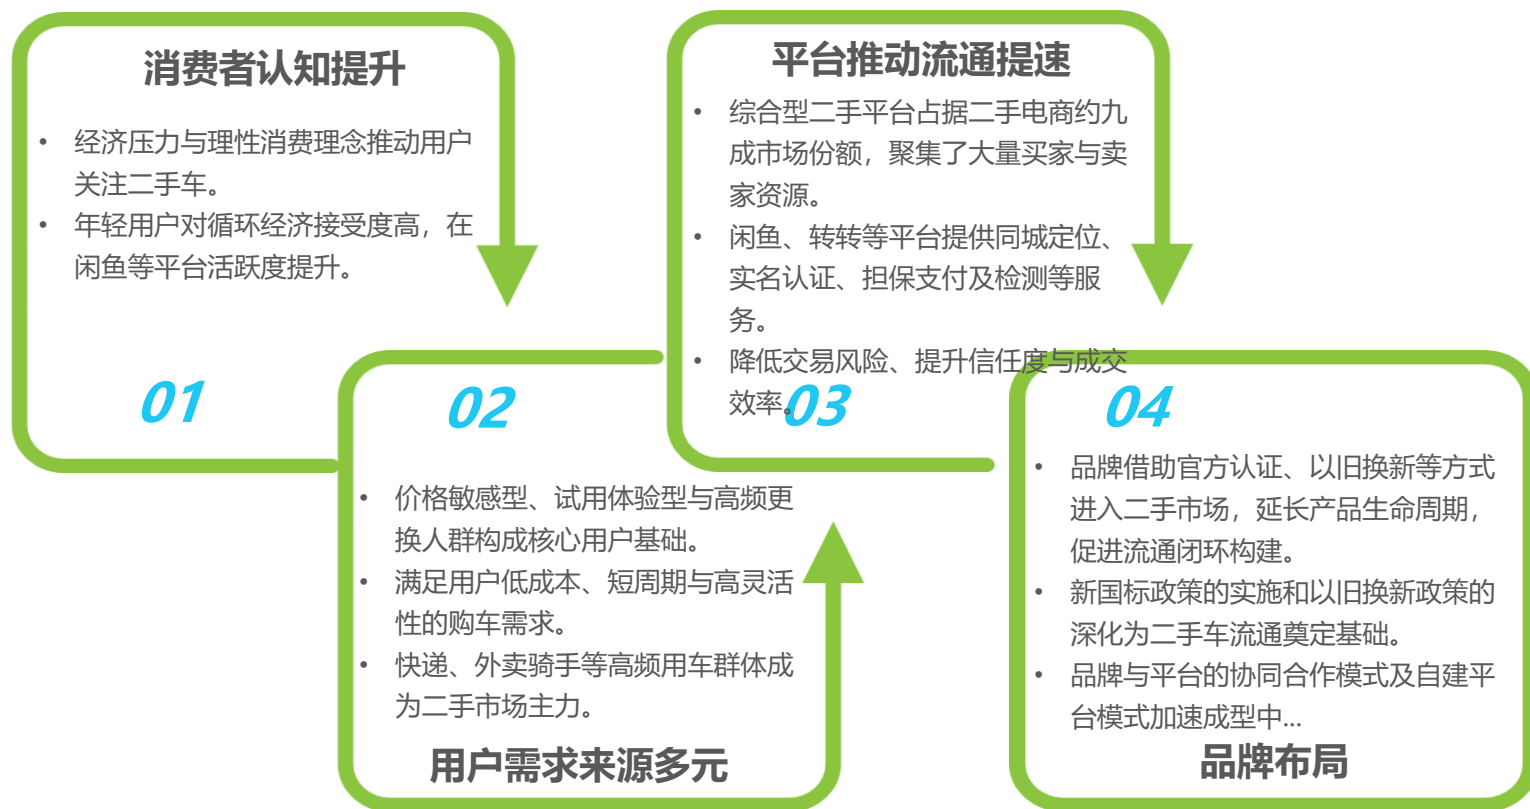 消费者认知提升
• 经济压力与理性消费理念推动用户
关注二手车。
• 年轻用户对循环经济接受度高，在
闲鱼等平台活跃度提升。
01
02
• 价格敏感型、试用体验型与高频更
换人群构成核心用户基础。
• 满足用户低成本、短周期与高灵活
性的购车需求。
• 快递、外卖骑手等高频用车群体成
为二手市场主力。
用户需求来源多元
平台推动流通提速
• 综合型二手平台占据二手电商约九
成市场份额，聚集了大量买家与卖
家资源。
• 闲鱼、转转等平台提供同城定位、
实名认证、担保支付及检测等服
务。
• 降低交易风险、提升信任度与成交
效率。
03
04
• 品牌借助官方认证、以旧换新等方式
进入二手市场，延长产品生命周期，
促进流通闭环构建。
• 新国标政策的实施和以旧换新政策的
深化为二手车流通奠定基础。
• 品牌与平台的协同合作模式及自建平
台模式加速成型中...
品牌布局